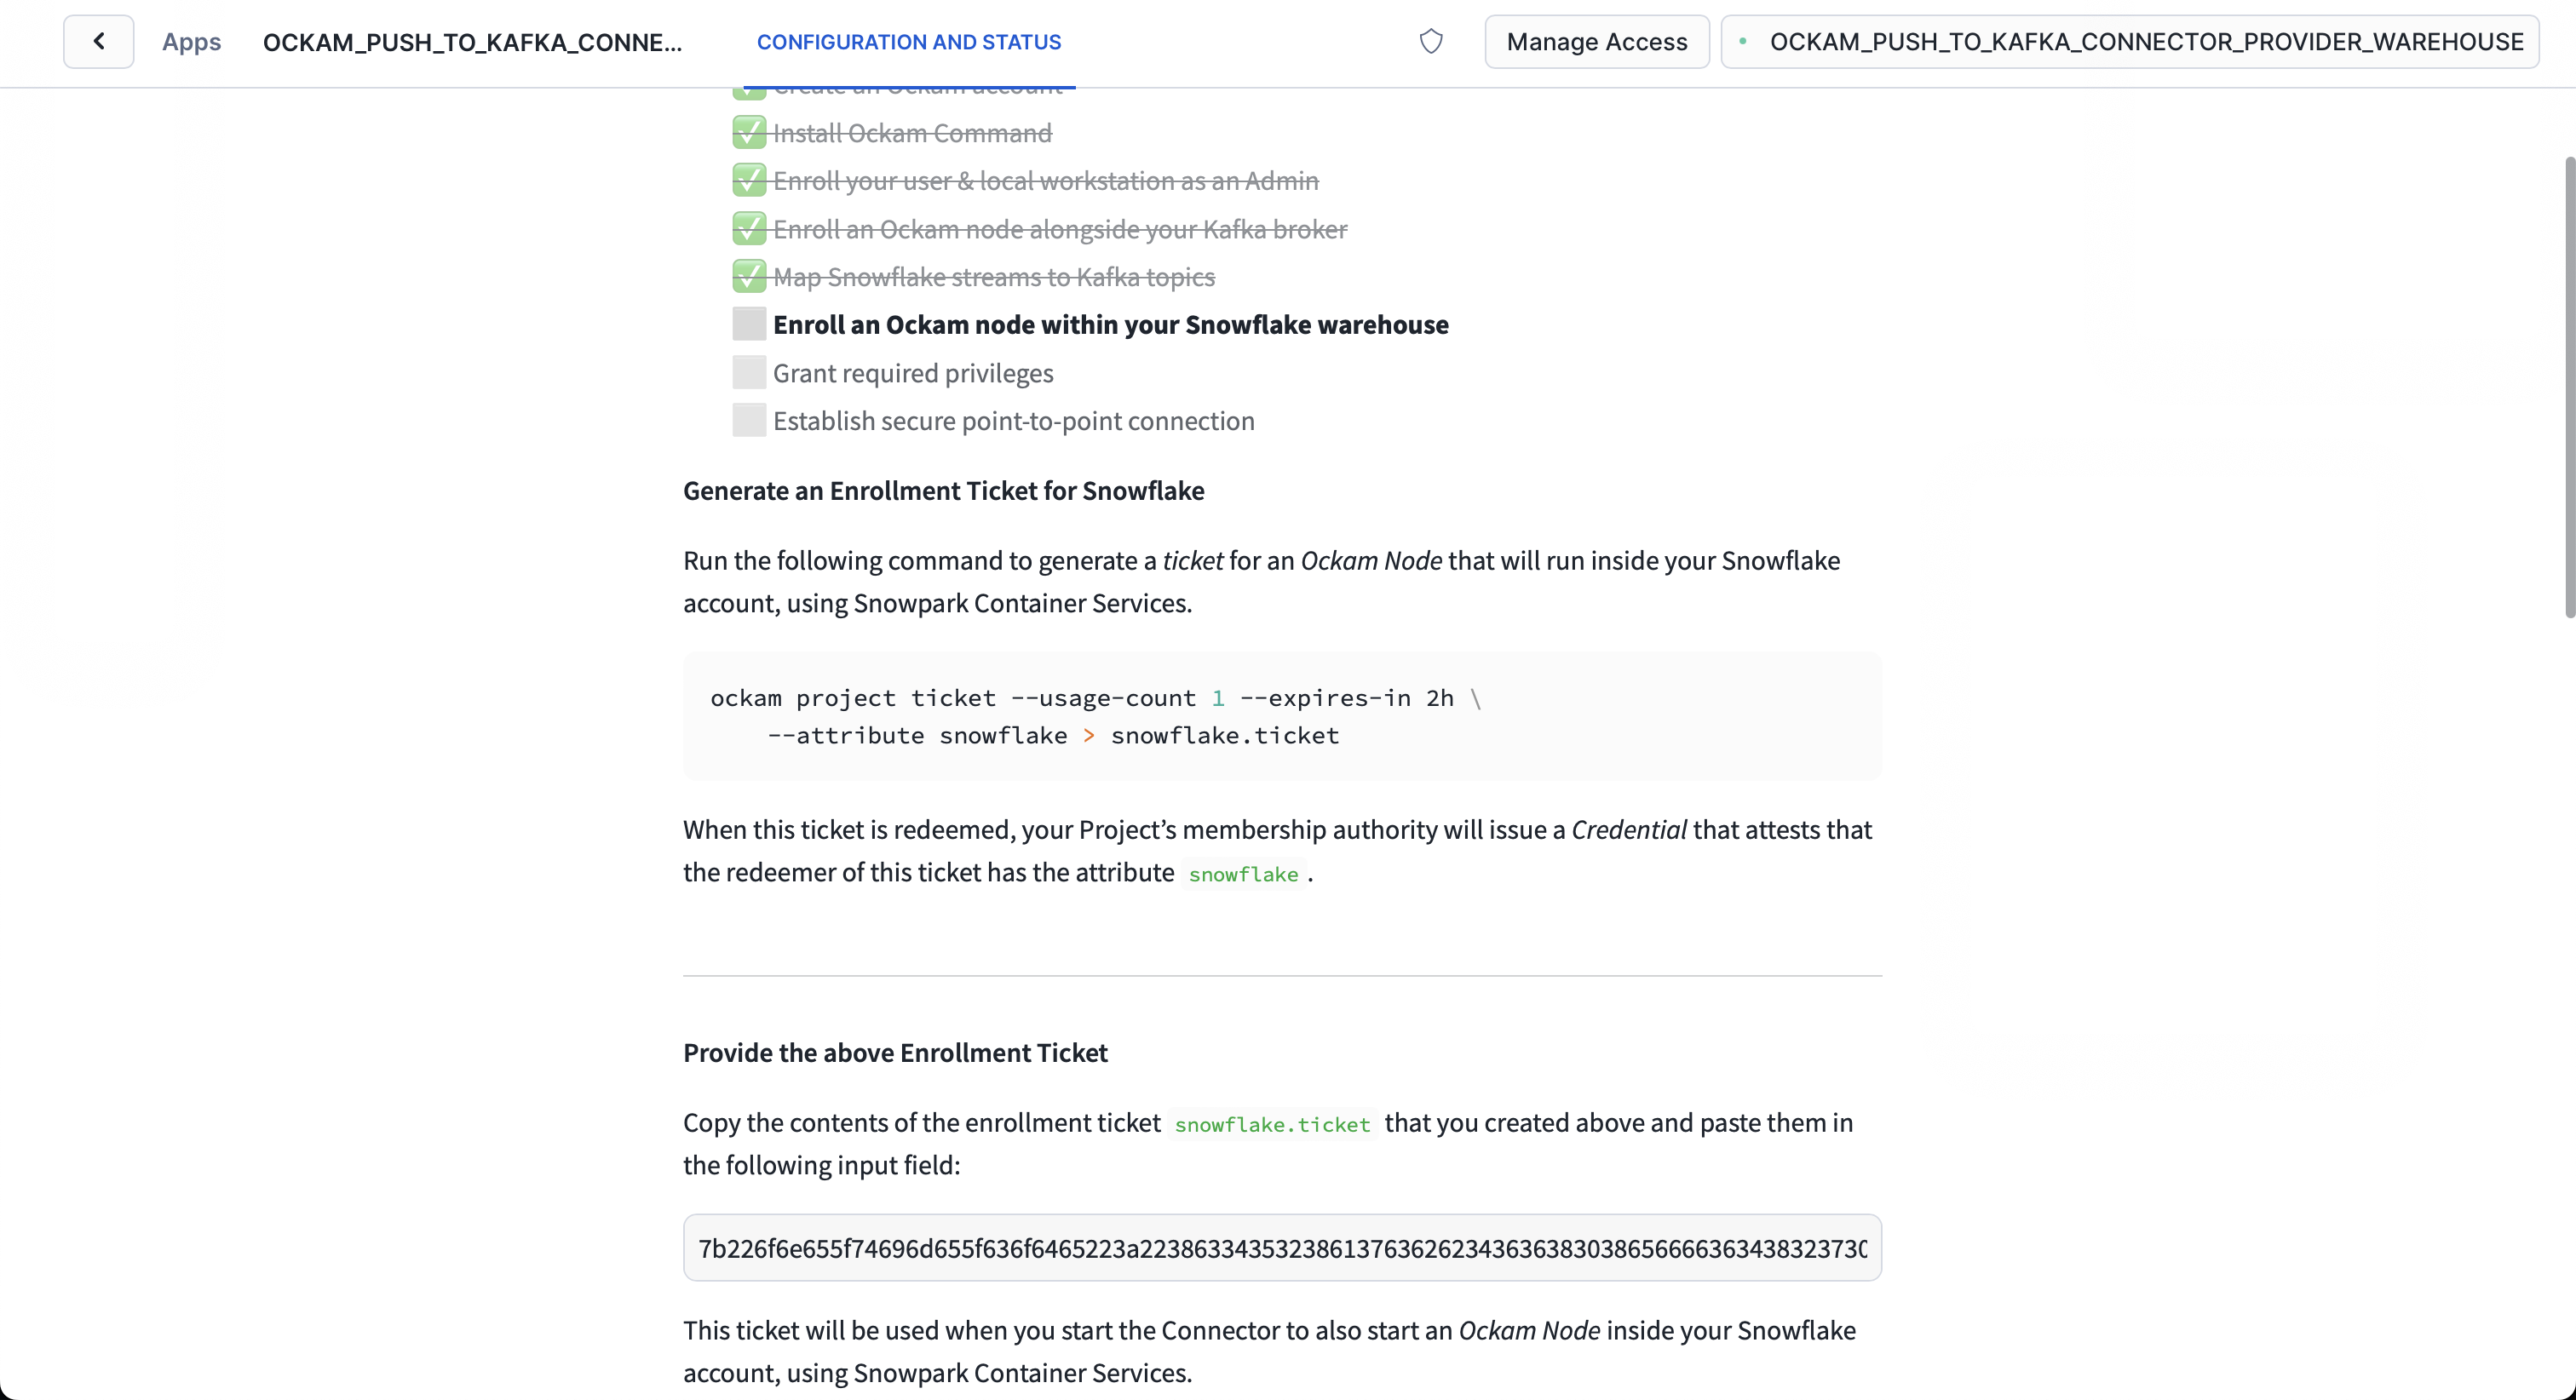 Apps OCKAM_PUSH_TO_KAFKA_CONNE... CONFIGURATION AND STATUS Manage Access OCKAM_PUSH_TO_KAFKA_CONNECTOR_PROVIDER_WAREHOUSE
Create an Ockam account
Install Ockam Command
Enroll your user & local workstation as an Admin
Enroll an Ockam node alongside your Kafka broker
Map Snowflake streams to Kafka topics
Enroll an Ockam node within your Snowflake warehouse
Grant required privileges
Establish secure point-to-point connection
Generate an Enrollment Ticket for Snowflake
Run the following command to generate a ticket for an Ockam Node that will run inside your Snowflake
account, using Snowpark Container Services.
ockam project ticket --usage-count 1 --expires-in 2h \
--attribute snowflake > snowflake.ticket
When this ticket is redeemed, your Project’s membership authority will issue a Credential that attests that
the redeemer of this ticket has the attribute snowflake .
Provide the above Enrollment Ticket
Copy the contents of the enrollment ticket snowflake.ticket that you created above and paste them in
the following input field:
7b226f6e655f74696d655f636f6465223a223863343532386137636262343636383038656666363438323730
This ticket will be used when you start the Connector to also start an Ockam Node inside your Snowflake
account, using Snowpark Container Services.